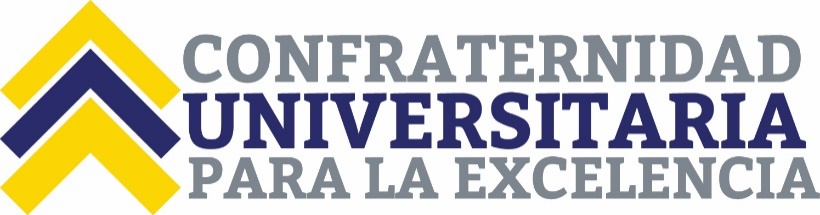 CONFRATERNIDAD
UNIVERSITARIA
PARA LA EXCELENCIA